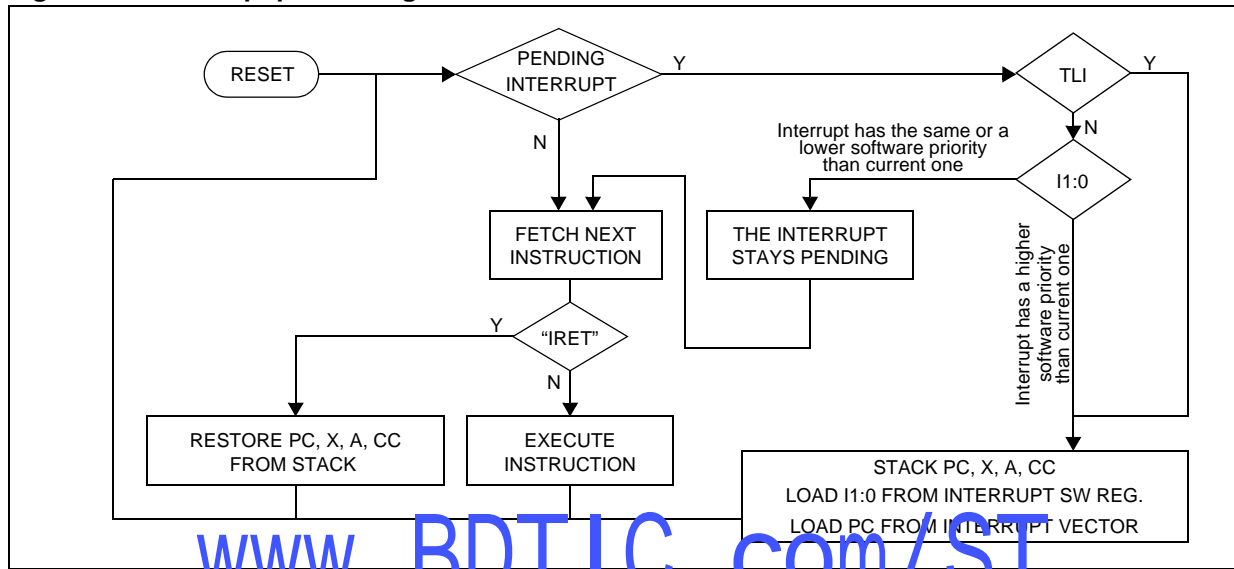 PENDING
INTERRUPT
Y
TLI
Y
RESET
N
N
Interrupt has the same or a
lower software priority
than current one
I1:0
FETCH NEXT
INSTRUCTION
THE INTERRUPT
STAYS PENDING
Interrupt has a higher
software priority
than current one
Y
“IRET”
N
RESTORE PC, X, A, CC
FROM STACK
EXECUTE
INSTRUCTION
STACK PC, X, A, CC
LOAD I1:0 FROM INTERRUPT SW REG.
LOAD PC FROM INTERRUPT VECTOR
www.BDTIC.com/ST